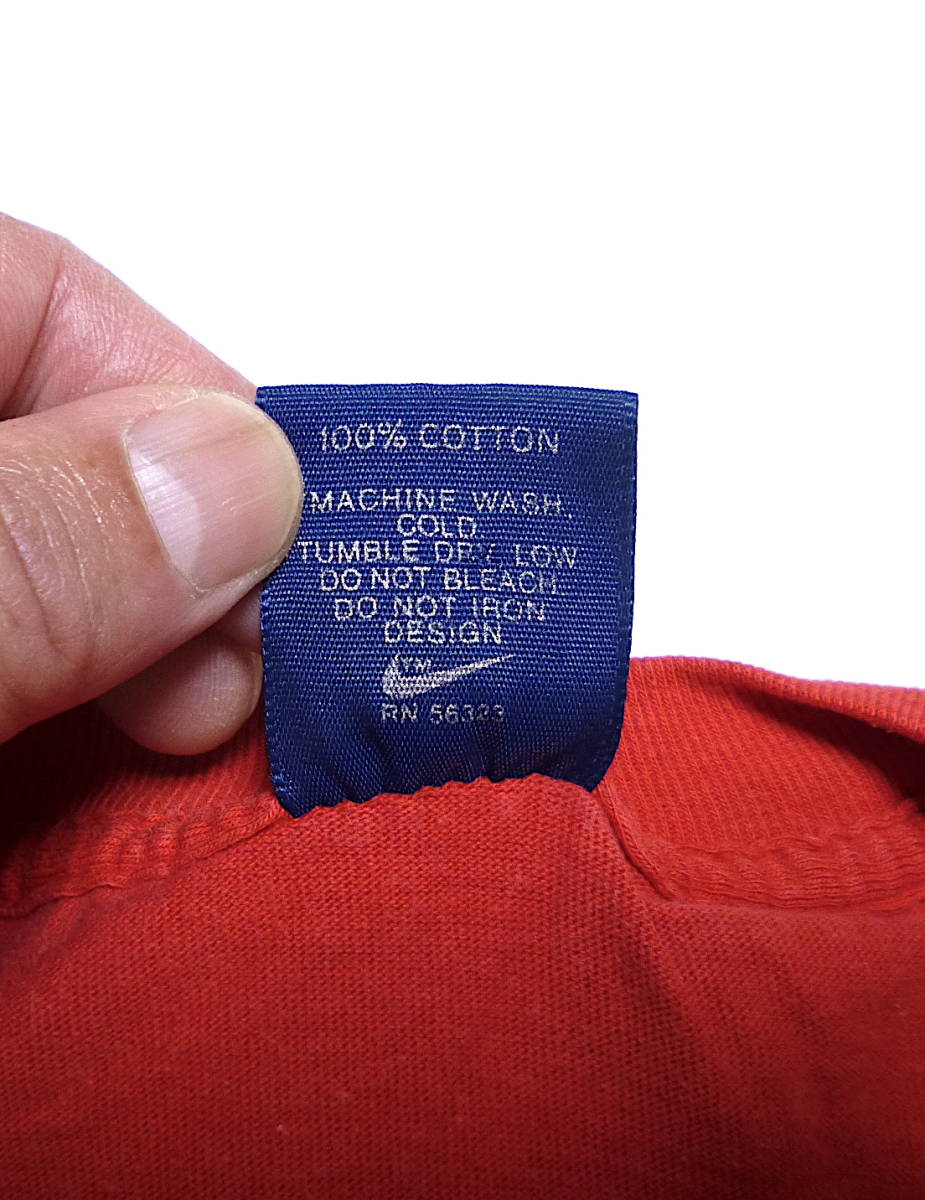 100% COTTON
MACHINE WASH
COLD
TUMBLE DRY LOW
DO NOT BLEACH
DO NOT IRON
DESIGN
TM
RN 56323